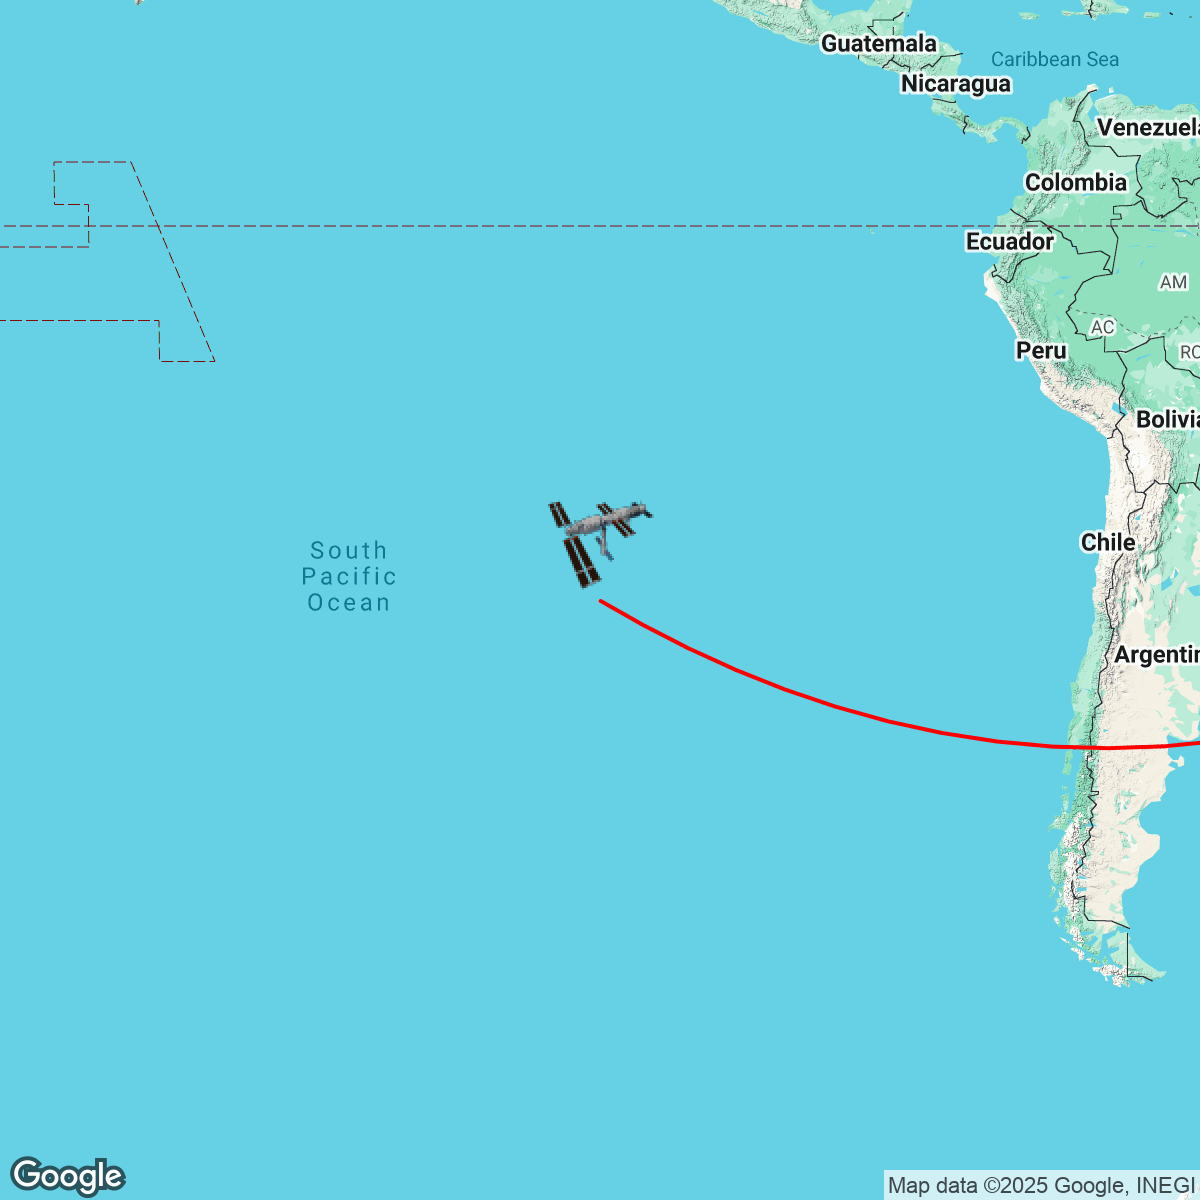 Guatemala
Caribbean Sea
Nicaragua
Venezuela
Colombia
Ecuador
AM
AC
Peru
RO
Bolivia
South
Pacific
Ocean
Chile
Argentin
Google
Map data ©2025 Google, INEGI